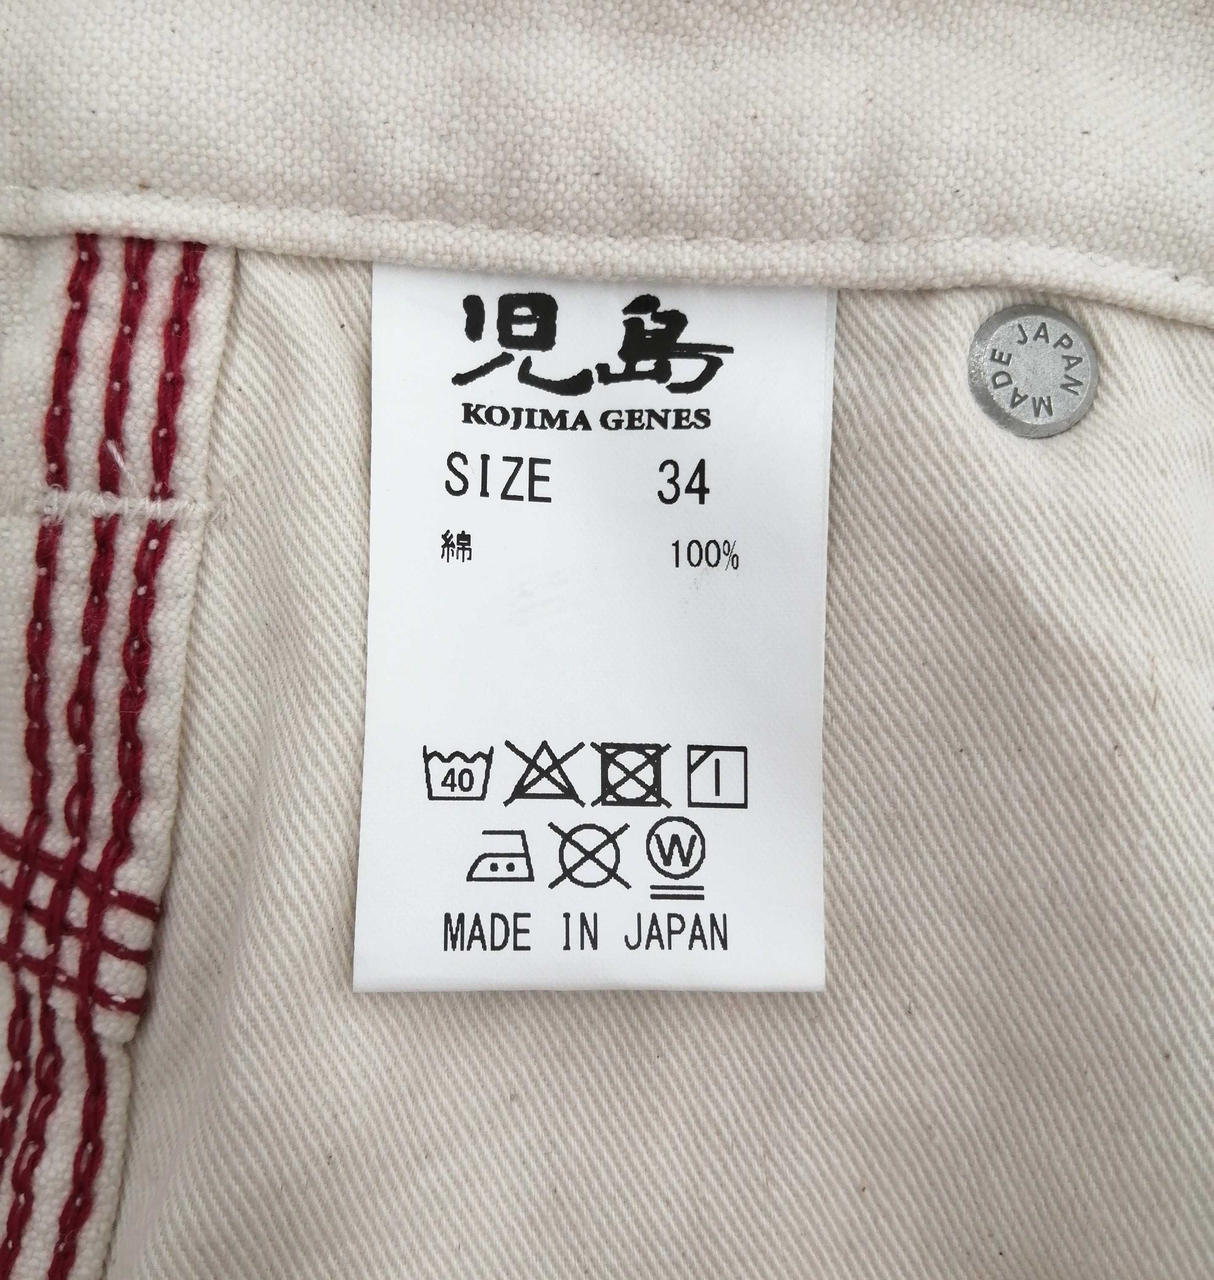 児島
KOJIMA GENES
SIZE 34
綿 100%
40
W
MADE IN JAPAN
MADE JAPAN